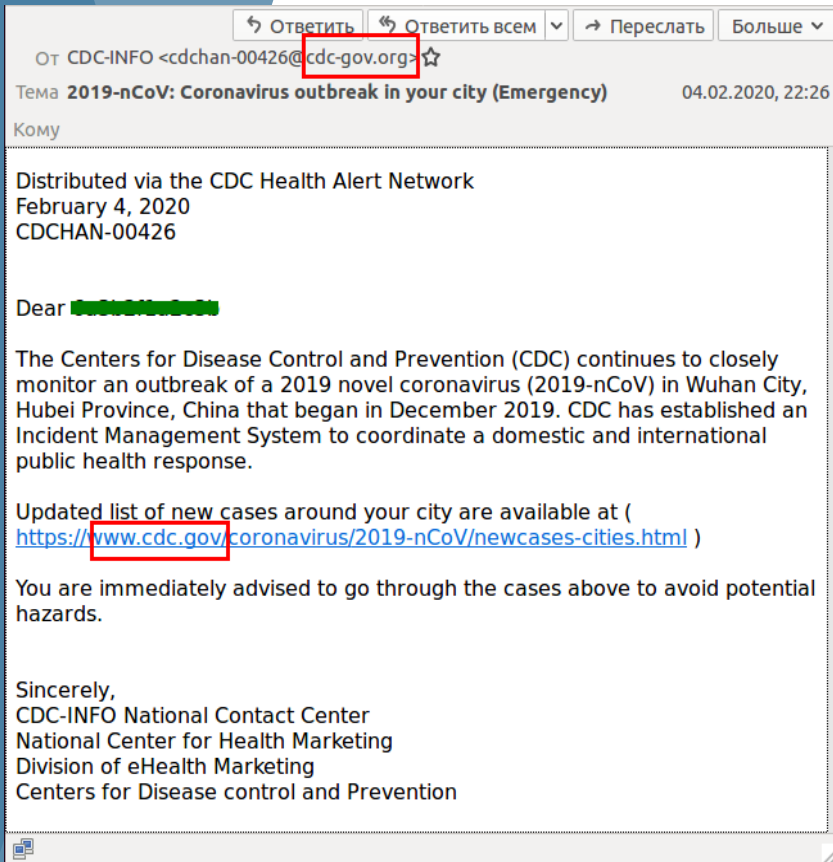 Ответить Ответить всем Переслать Больше
От CDC-INFO <cdchan-00426@cdc-gov.org>
Тема 2019-nCoV: Coronavirus outbreak in your city (Emergency) 04.02.2020, 22:26
Кому
Distributed via the CDC Health Alert Network
February 4, 2020
CDCHAN-00426
Dear
The Centers for Disease Control and Prevention (CDC) continues to closely
monitor an outbreak of a 2019 novel coronavirus (2019-nCoV) in Wuhan City,
Hubei Province, China that began in December 2019. CDC has established an
Incident Management System to coordinate a domestic and international
public health response.
Updated list of new cases around your city are available at (
https://www.cdc.gov/coronavirus/2019-nCoV/newcases-cities.html )
You are immediately advised to go through the cases above to avoid potential
hazards.
Sincerely,
CDC-INFO National Contact Center
National Center for Health Marketing
Division of eHealth Marketing
Centers for Disease control and Prevention